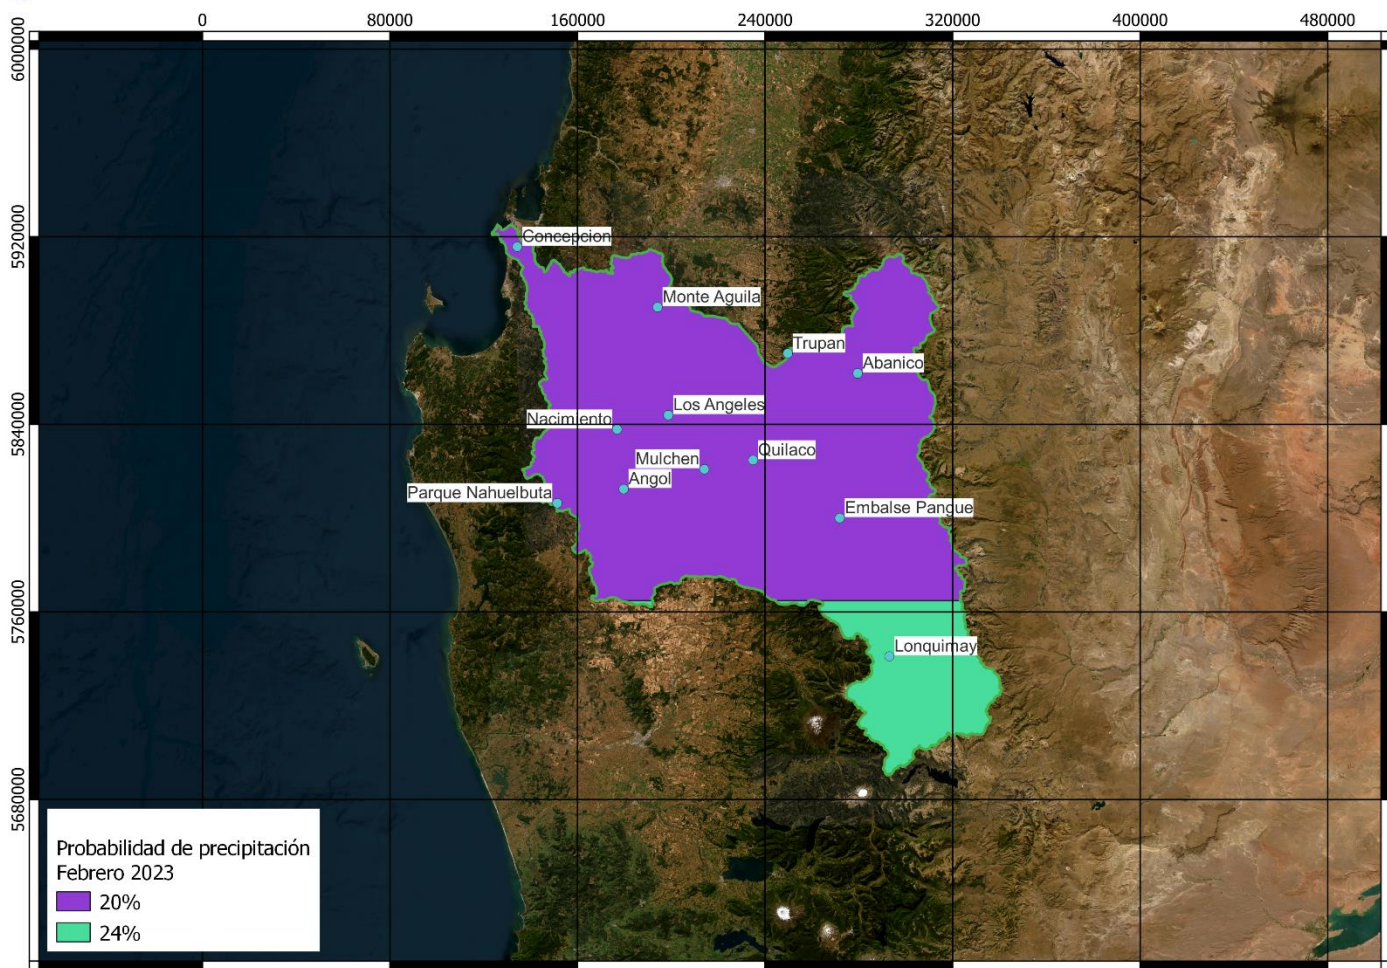 0
80000
160000
240000
320000
400000
480000
6000000
5920000
5840000
5760000
5680000
Concepcion
Monte Aguila
Trupan
Abanico
Los Angeles
Nacimiento
Quilaco
Mulchen
Angol
Parque Nahuelbuta
Embalse Pangue
Lonquimay
Probabilidad de precipitación
Febrero 2023
20%
24%